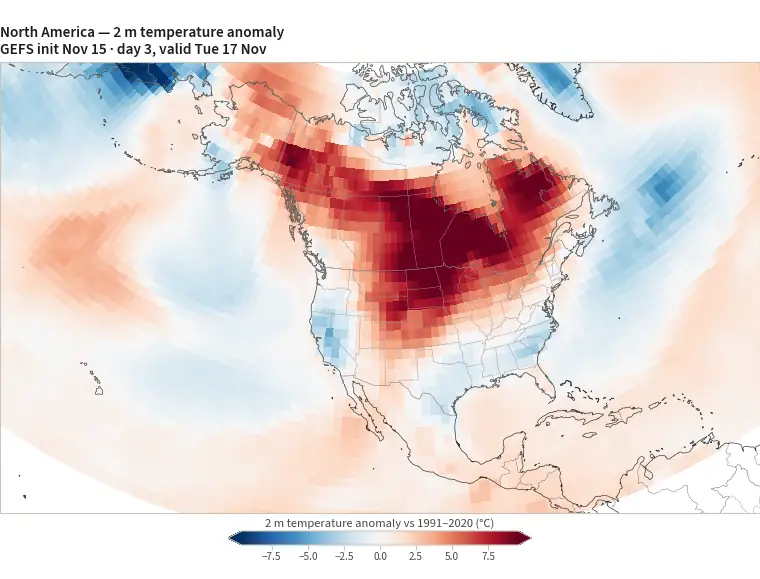 North America — 2 m temperature anomaly
GEFS init Nov 15 · day 3, valid Tue 17 Nov
2 m temperature anomaly vs 1991–2020 (°C)
−7.5 −5.0 −2.5 0.0 2.5 5.0 7.5